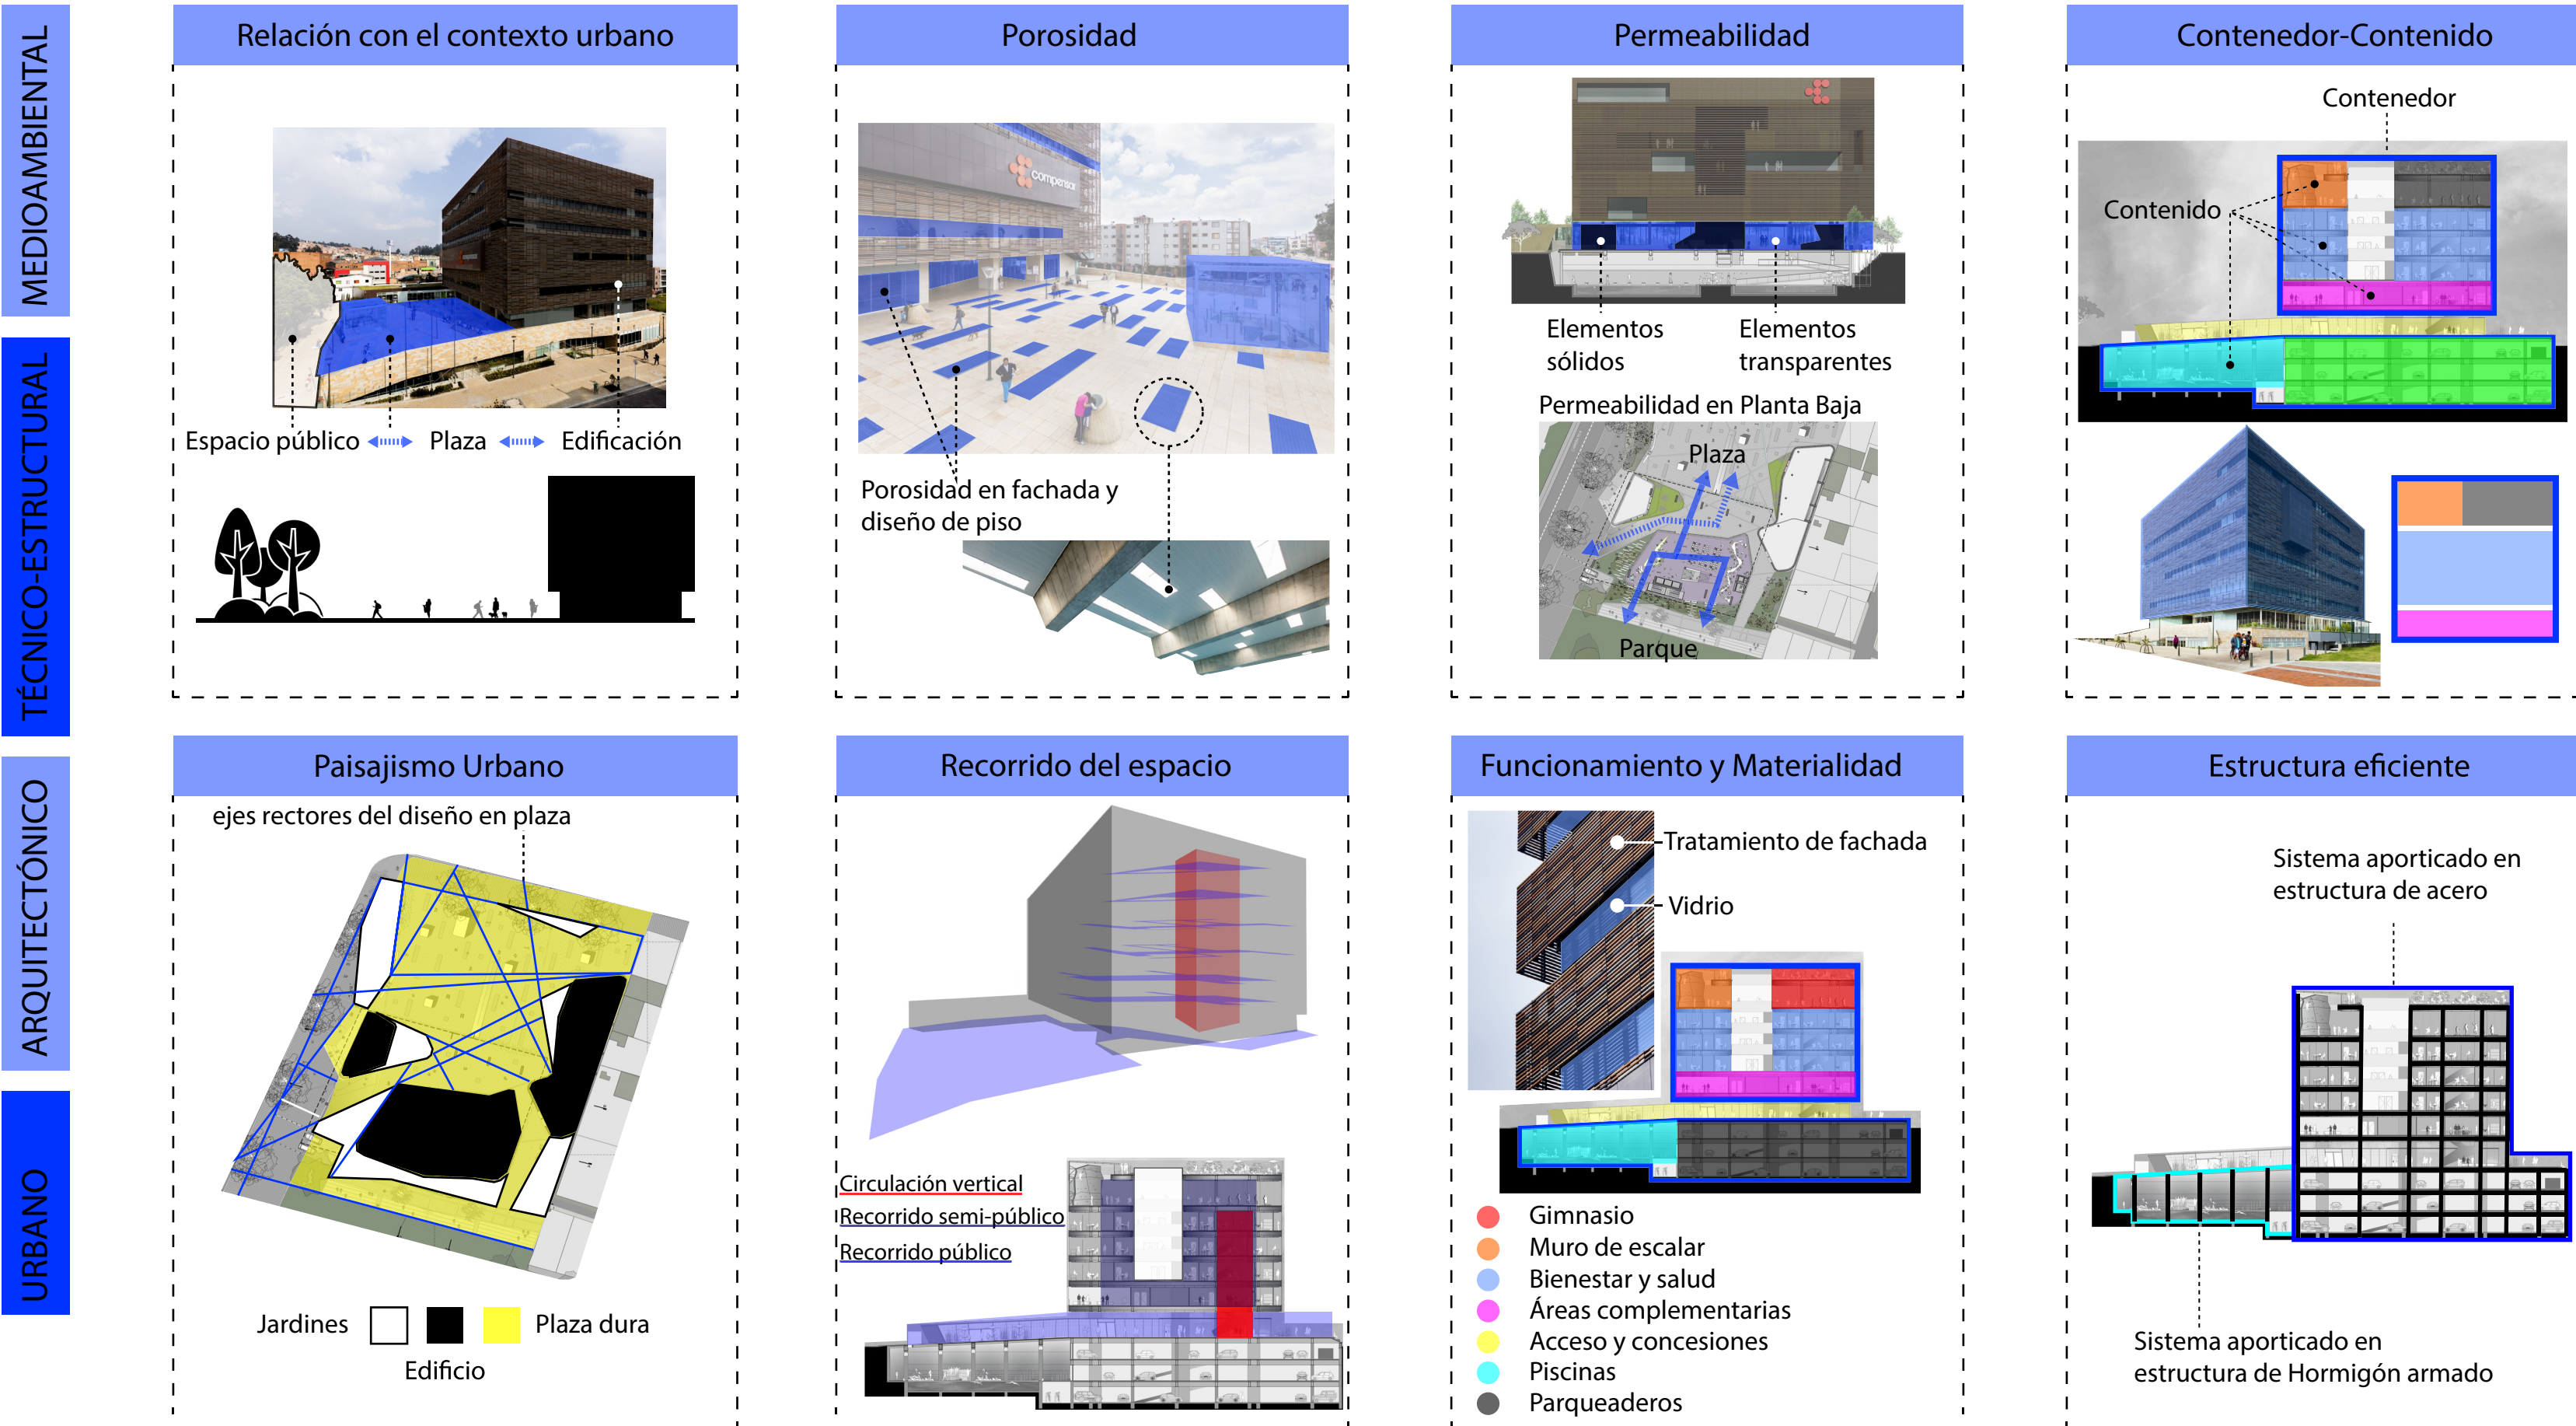 MEDIOAMBIENTAL
TÉCNICO-ESTRUCTURAL
ARQUITECTÓNICO
URBANO
Relación con el contexto urbano
Espacio público
Plaza
Edificación
Porosidad
compensar
Porosidad en fachada y
diseño de piso
Permeabilidad
Elementos
sólidos
Elementos
transparentes
Permeabilidad en Planta Baja
Plaza
Parque
Contenedor-Contenido
Contenedor
Contenido
Paisajismo Urbano
ejes rectores del diseño en plaza
Jardines
Plaza dura
Edificio
Recorrido del espacio
Circulación vertical
Recorrido semi-público
Recorrido público
Funcionamiento y Materialidad
Tratamiento de fachada
Vidrio
Gimnasio
Muro de escalar
Bienestar y salud
Áreas complementarias
Acceso y concesiones
Piscinas
Parqueaderos
Estructura eficiente
Sistema aporticado en
estructura de acero
Sistema aporticado en
estructura de Hormigón armado